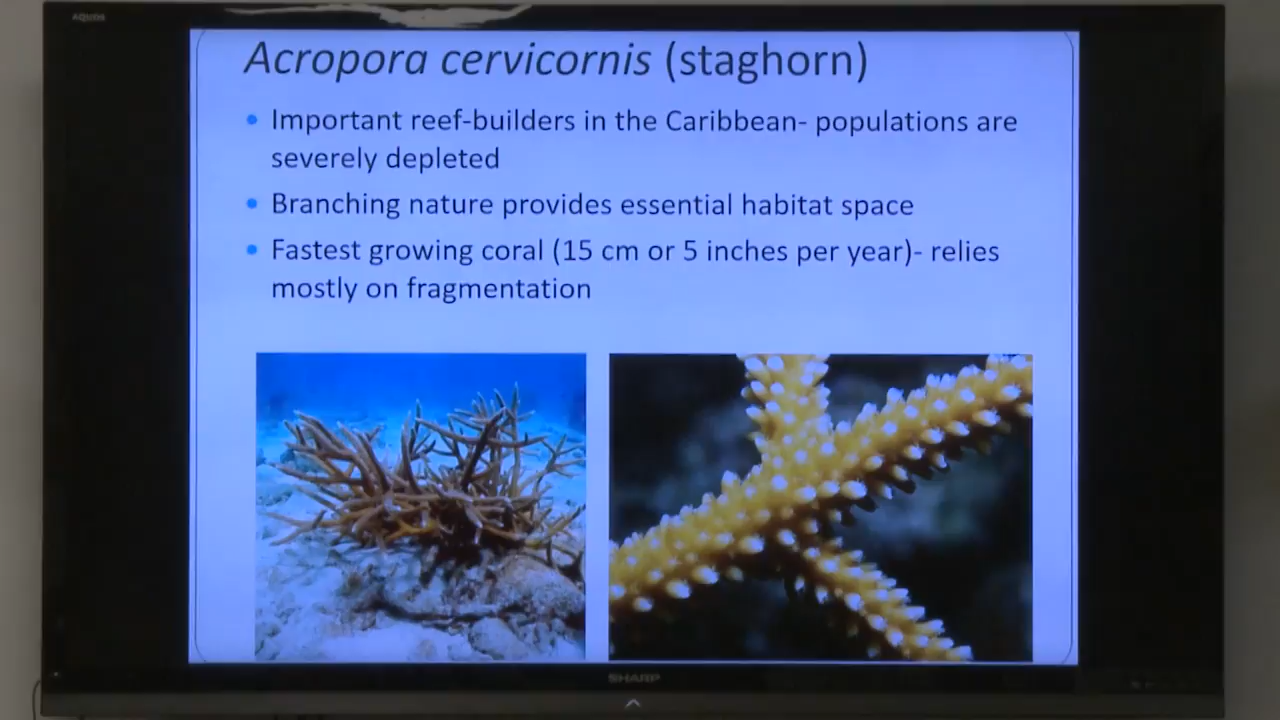 AQUOS
Acropora cervicornis (staghorn)
• Important reef-builders in the Caribbean- populations are
severely depleted
• Branching nature provides essential habitat space
• Fastest growing coral (15 cm or 5 inches per year)- relies
mostly on fragmentation
SHARP